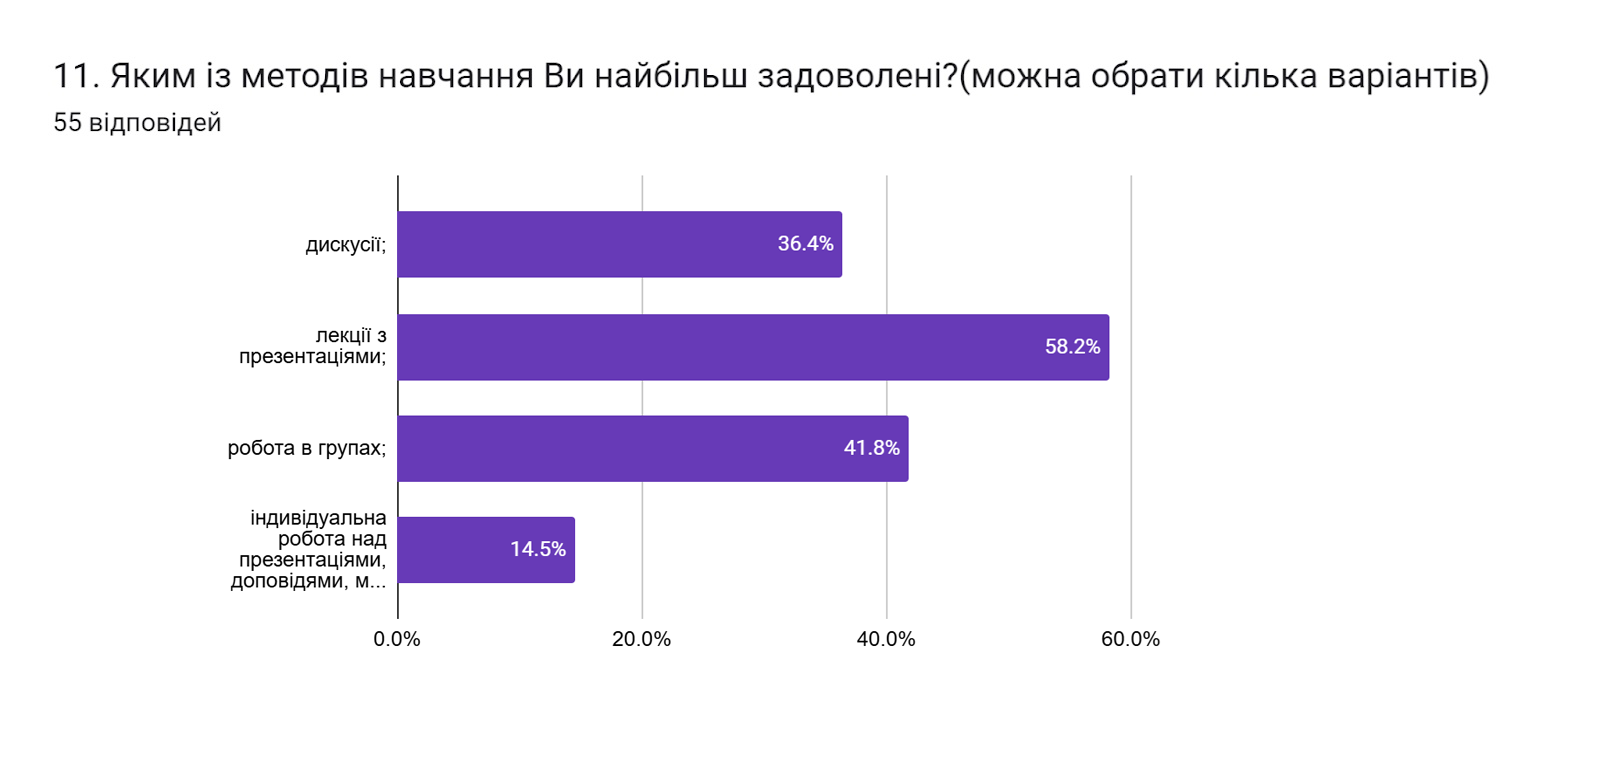 11. Яким із методів навчання Ви найбільш задоволені?(можна обрати кілька варіантів)
55 відповідей
дискусії;
36.4%
лекції з
презентаціями;
58.2%
робота в групах;
41.8%
індивідуальна
робота над
презентаціями,
доповідями, м...
14.5%
0.0%
20.0%
40.0%
60.0%